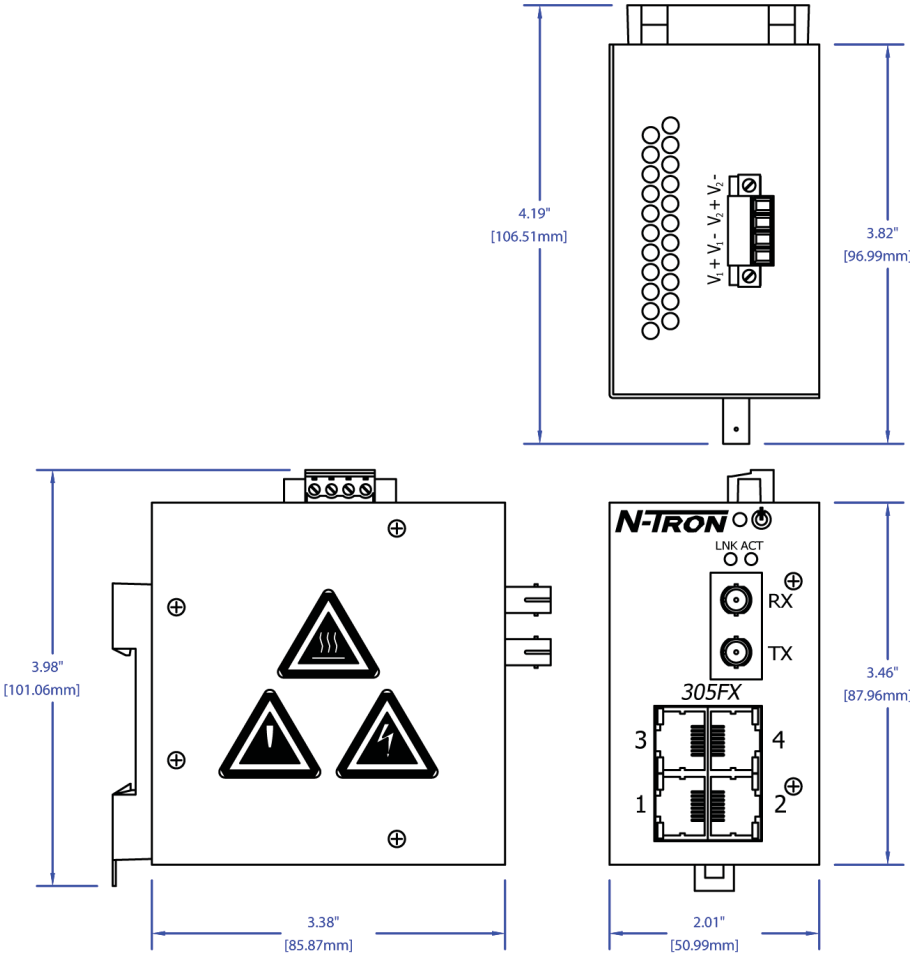 4.19"
[106.51mm]
V₁ + V₁ - V₂ + V₂ -
3.82"
[96.99mm]
3.98"
[101.06mm]
3.38"
[85.87mm]
N-TRON
LNK ACT
RX
TX
305FX
3 4
1 2
3.46"
[87.96mm]
2.01"
[50.99mm]